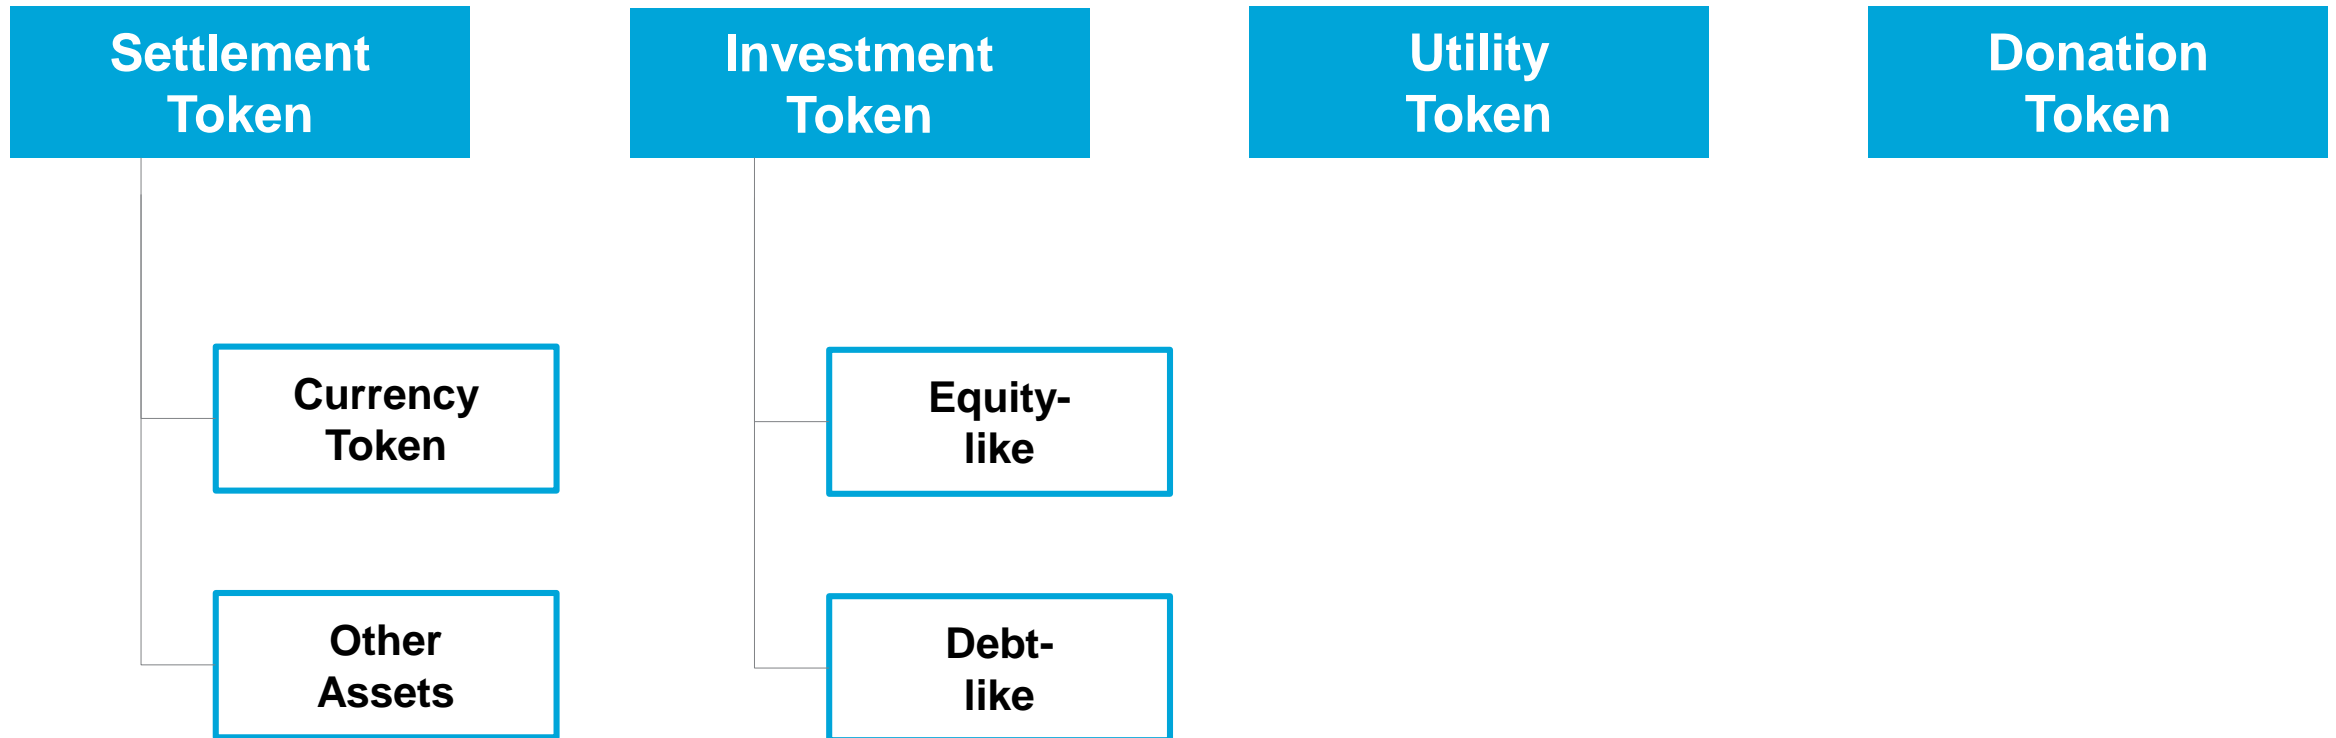 Settlement
Token
Investment
Token
Utility
Token
Donation
Token
Currency
Token
Equity-
like
Other
Assets
Debt-
like